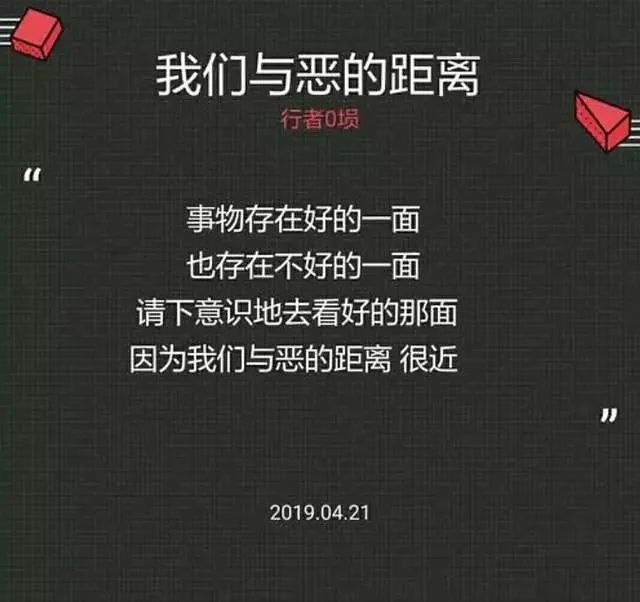 我们与恶的距离
行者0埙
“
事物存在好的一面
也存在不好的一面
请下意识地去看好的那面
因为我们与恶的距离 很近
”
2019.04.21